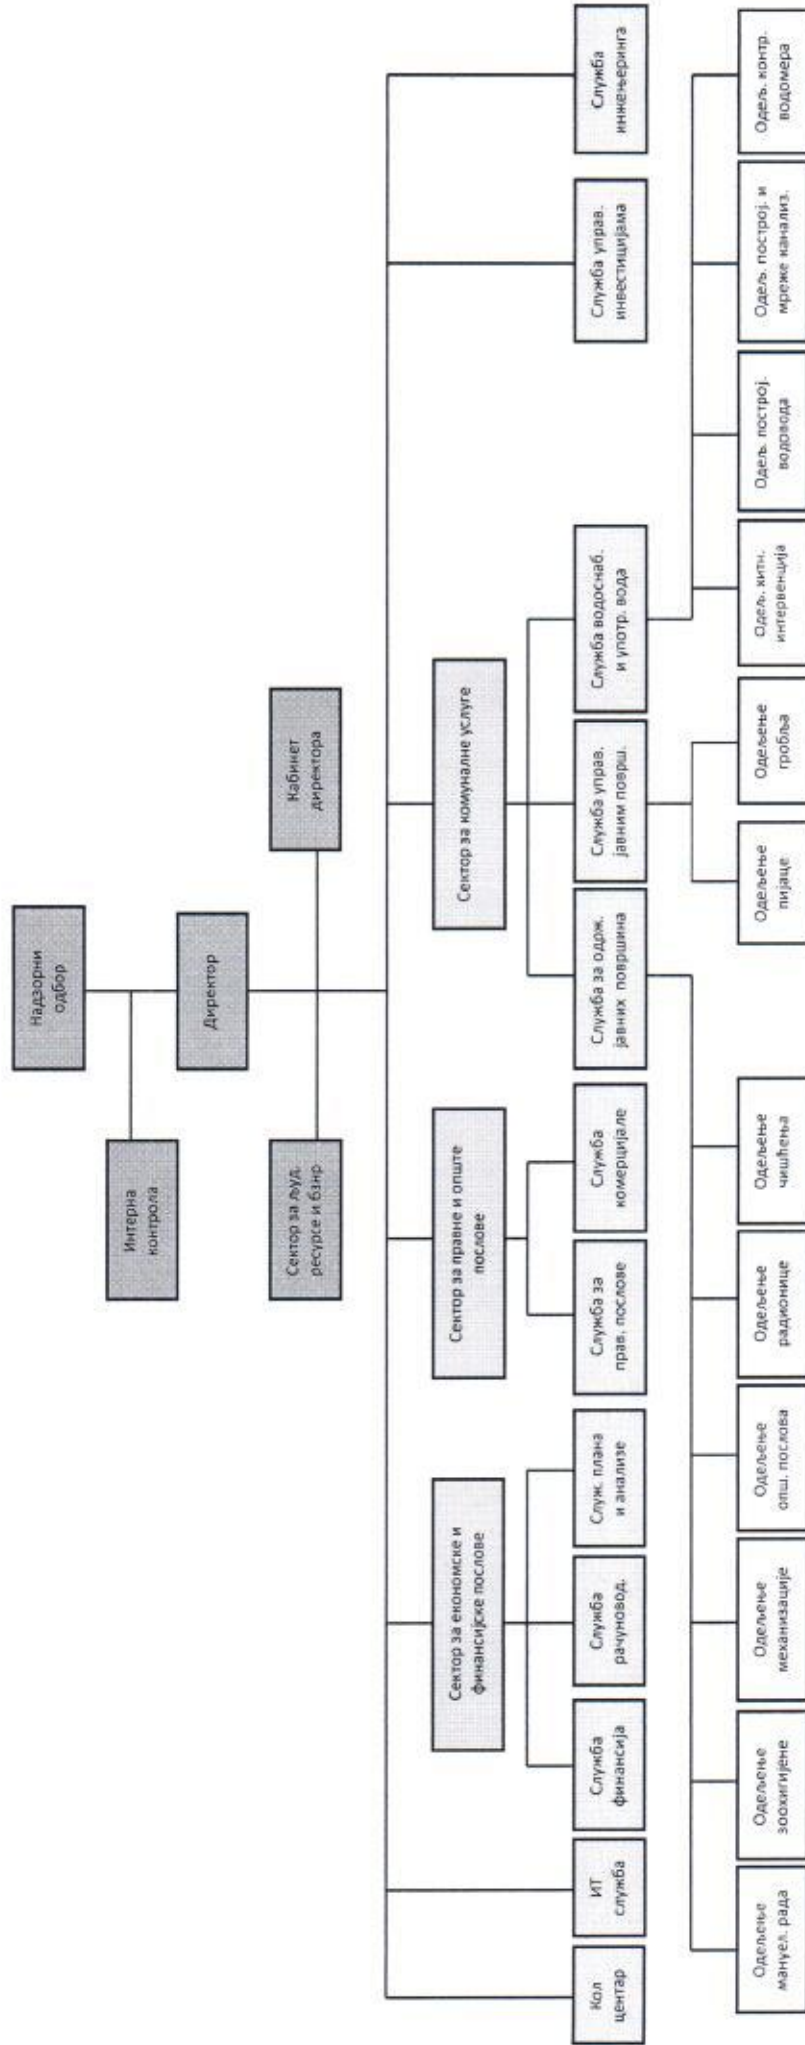 Надзорни
одбор
Интерна
контрола
Директор
Сектор за људ.
ресурсе и бзнр
Кабинет
директора
Сектор за економске и
финансијске послове
Сектор за правне и опште
послове
Сектор за комуналне услуге
Кол
центар
ИТ
служба
Служба
финансија
Служба
рачуновод.
Служ. плана
и анализе
Служба за
прав. послове
Служба
комерцијале
Служба за одрж.
јавних површина
Служба управ.
јавним површ.
Служба водоснаб.
и употр. вода
Служба управ.
инвестицијама
Служба
инжењеринга
Одељење
мануел. рада
Одељење
зоохигијене
Одељење
механизације
Одељење
опш. послова
Одељење
радионице
Одељење
чишћења
Одељење
пијаце
Одељење
гробља
Одељ. хитн.
интервенција
Одељ. построј.
водовода
Одељ. построј. и
мреже канализ.
Одељ. контр.
водомера